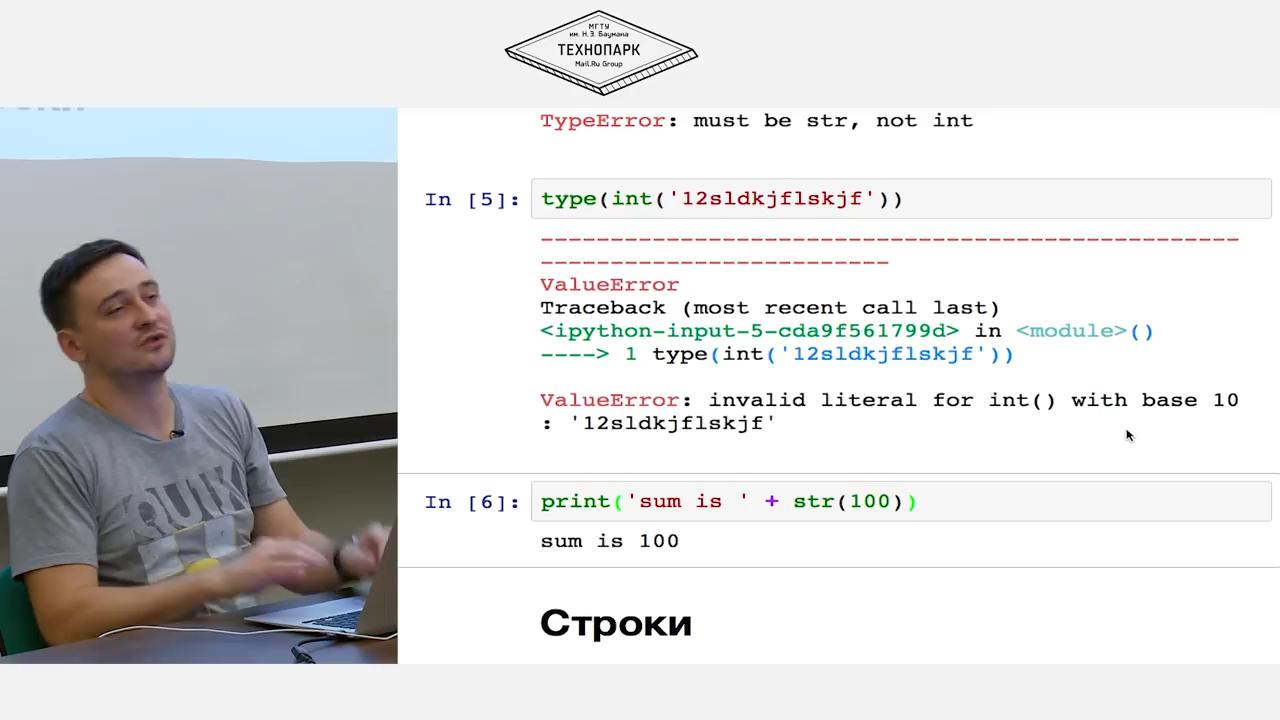 МГТУ
им. Н.Э. Баумана
ТЕХНОПАРК
Mail.Ru Group
TypeError: must be str, not int
In [5]: type(int('12sldkjflskjf'))
---------------------------------------------------------------------------
ValueError
Traceback (most recent call last)
<ipython-input-5-cda9f561799d> in <module>()
----> 1 type(int('12sldkjflskjf'))
ValueError: invalid literal for int() with base 10
: '12sldkjflskjf'
In [6]: print('sum is ' + str(100))
sum is 100
Строки